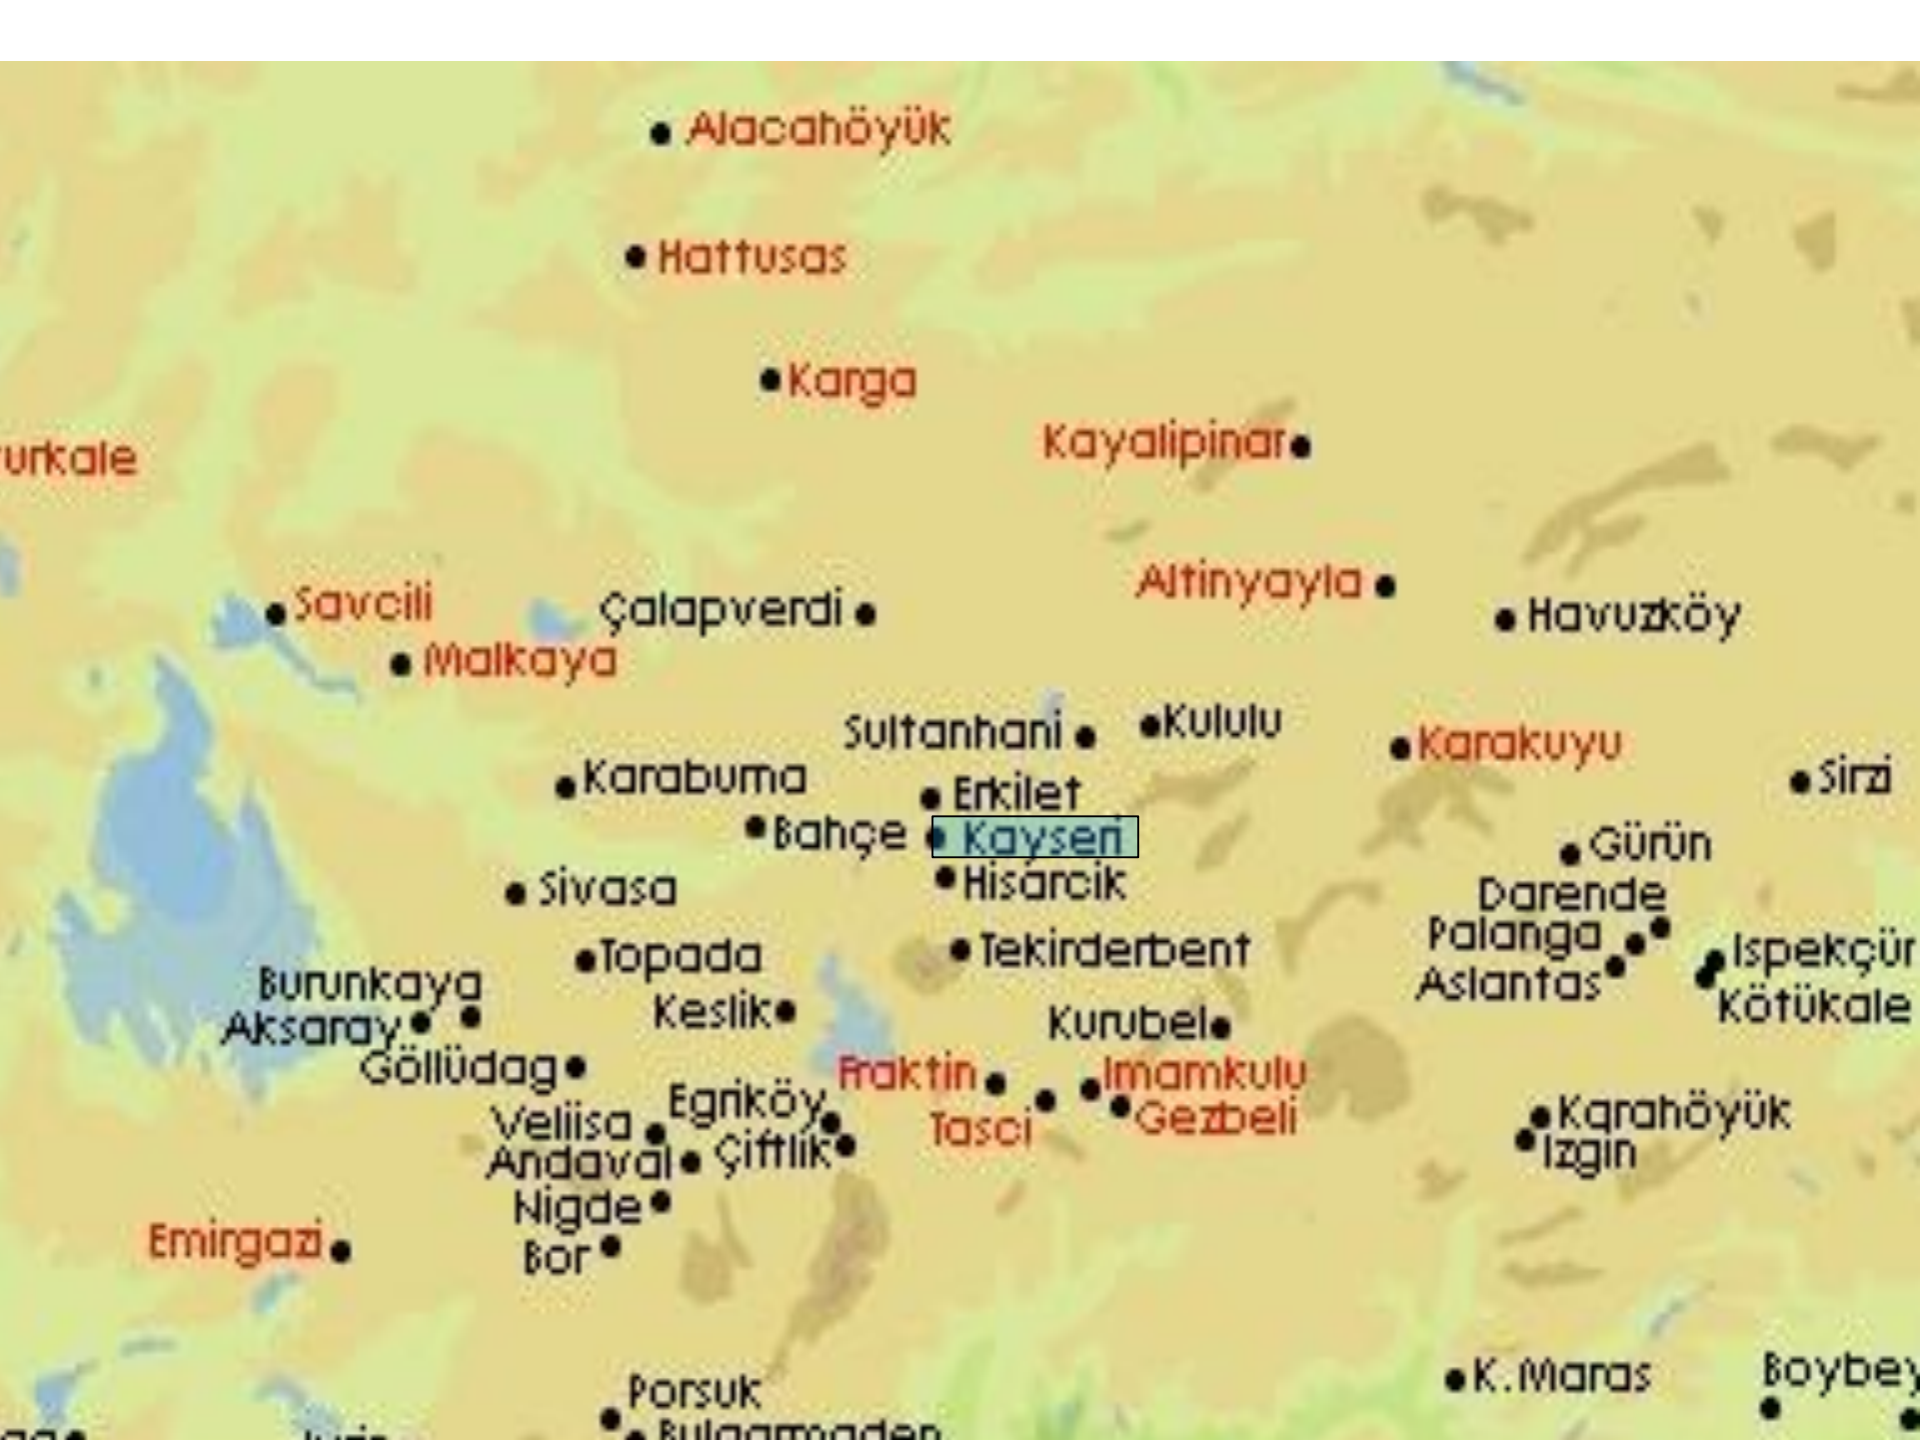 Alacahöyük
Hattusas
Karga
Kayalipinar
urkale
Altinyayla
Savcili
Çalapverdi
Havuzköy
Malkaya
Sultanhani
Kululu
Karakuyu
Karabuma
Erkilet
Sirzi
Bahçe
Kayseri
Gürün
Hisarcik
Sivasa
Darende
Palanga
Topada
Tekirderbent
Ispekçür
Burunkaya
Aslantas
Keslik
Kötükale
Aksaray
Kurubel
Göllüdag
Fraktin
Imamkulu
Egriköy
Veliisa
Tasci
Gezbeli
Karahöyük
Andaval
Çiftlik
Izgin
Nigde
Emirgazi
Bor
K.Maras
Boybey
Porsuk